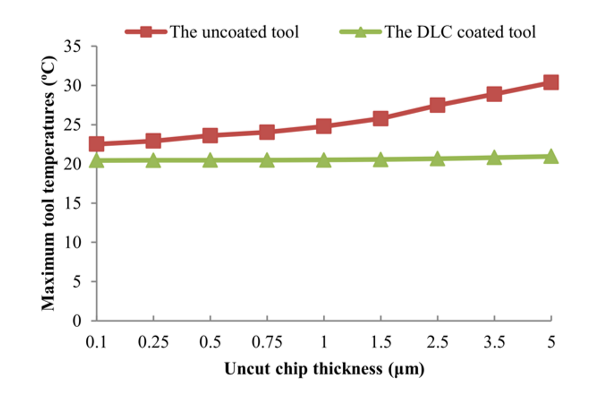 The uncoated tool
The DLC coated tool
Maximum tool temperatures (ºC)
35
30
25
20
15
10
5
0
0.1 0.25 0.5 0.75 1 1.5 2.5 3.5 5
Uncut chip thickness (µm)